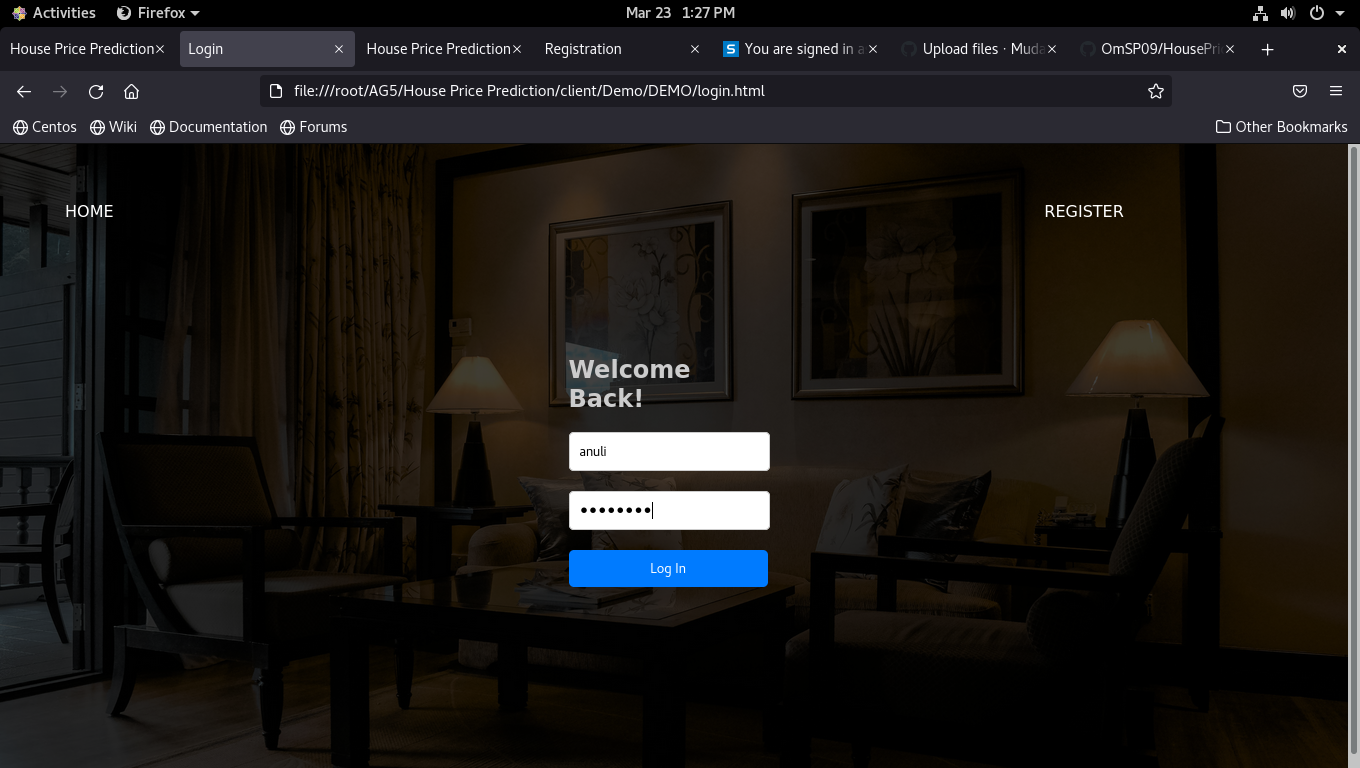 Activities Firefox Mar 23 1:27 PM
House Price Prediction Login House Price Prediction Registration S You are signed in a Upload files · Muda OmSP09/HousePri
file:///root/AG5/House Price Prediction/client/Demo/DEMO/login.html
Centos Wiki Documentation Forums Other Bookmarks
HOME REGISTER
Welcome
Back!
anuli
••••••••
Log In